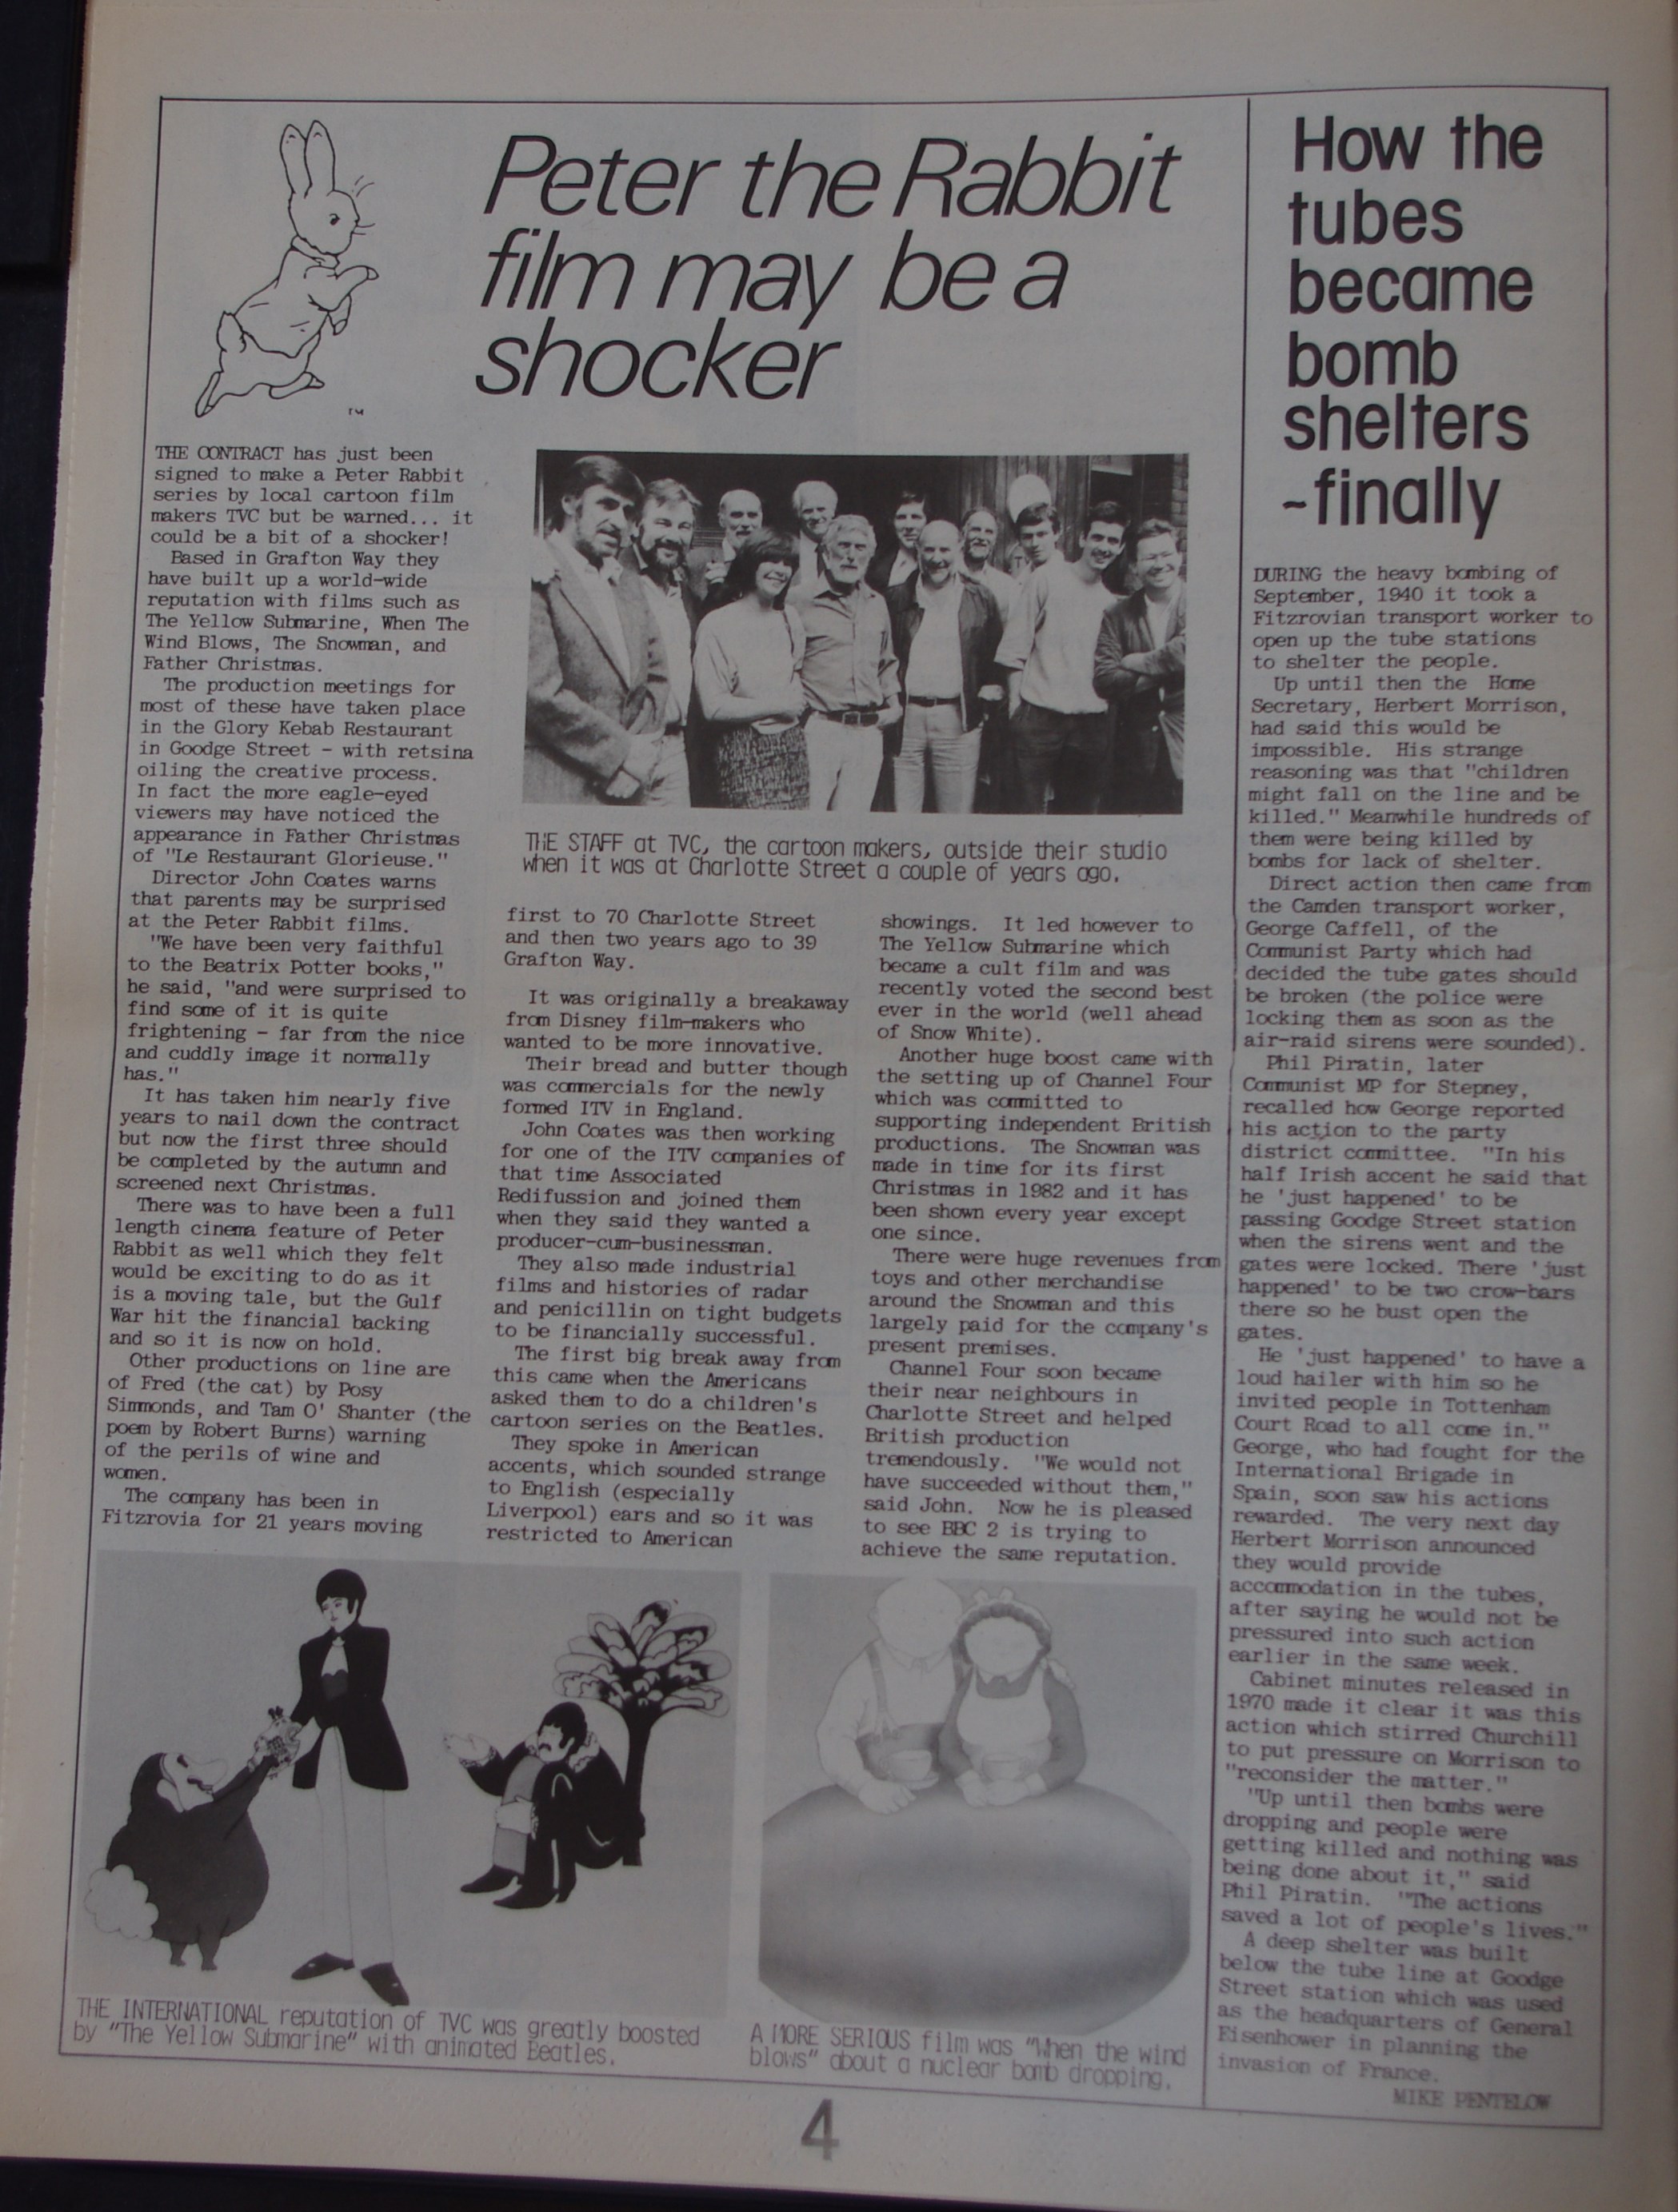 Peter the Rabbit
film may be a
shocker
TM
THE CONTRACT has just been
signed to make a Peter Rabbit
series by local cartoon film
makers TVC but be warned... it
could be a bit of a shocker!
Based in Grafton Way they
have built up a world-wide
reputation with films such as
The Yellow Submarine, When The
Wind Blows, The Snowman, and
Father Christmas.
The production meetings for
most of these have taken place
in the Glory Kebab Restaurant
in Goodge Street - with retsina
oiling the creative process.
In fact the more eagle-eyed
viewers may have noticed the
appearance in Father Christmas
of "Le Restaurant Glorieuse."
Director John Coates warns
that parents may be surprised
at the Peter Rabbit films.
"We have been very faithful
to the Beatrix Potter books,"
he said, "and were surprised to
find some of it is quite
frightening - far from the nice
and cuddly image it normally
has."
It has taken him nearly five
years to nail down the contract
but now the first three should
be completed by the autumn and
screened next Christmas.
There was to have been a full
length cinema feature of Peter
Rabbit as well which they felt
would be exciting to do as it
is a moving tale, but the Gulf
War hit the financial backing
and so it is now on hold.
Other productions on line are
of Fred (the cat) by Posy
Simmonds, and Tam O' Shanter (the
poem by Robert Burns) warning
of the perils of wine and
women.
The company has been in
Fitzrovia for 21 years moving
THE STAFF at TVC, the cartoon makers, outside their studio
when it was at Charlotte Street a couple of years ago.
first to 70 Charlotte Street
and then two years ago to 39
Grafton Way.
It was originally a breakaway
from Disney film-makers who
wanted to be more innovative.
Their bread and butter though
was commercials for the newly
formed ITV in England.
John Coates was then working
for one of the ITV companies of
that time Associated
Redifussion and joined them
when they said they wanted a
producer-cum-businessman.
They also made industrial
films and histories of radar
and penicillin on tight budgets
to be financially successful.
The first big break away from
this came when the Americans
asked them to do a children's
cartoon series on the Beatles.
They spoke in American
accents, which sounded strange
to English (especially
Liverpool) ears and so it was
restricted to American
showings. It led however to
The Yellow Submarine which
became a cult film and was
recently voted the second best
ever in the world (well ahead
of Snow White).
Another huge boost came with
the setting up of Channel Four
which was committed to
supporting independent British
productions. The Snowman was
made in time for its first
Christmas in 1982 and it has
been shown every year except
one since.
There were huge revenues from
toys and other merchandise
around the Snowman and this
largely paid for the company's
present premises.
Channel Four soon became
their near neighbours in
Charlotte Street and helped
British production
tremendously. "We would not
have succeeded without them,"
said John. Now he is pleased
to see BBC 2 is trying to
achieve the same reputation.
THE INTERNATIONAL reputation of TVC was greatly boosted
by "The Yellow Submarine" with animated Beatles.
A MORE SERIOUS film was "When the wind
blows" about a nuclear bomb dropping.
How the
tubes
became
bomb
shelters
-finally
DURING the heavy bombing of
September, 1940 it took a
Fitzrovian transport worker to
open up the tube stations
to shelter the people.
Up until then the Home
Secretary, Herbert Morrison,
had said this would be
impossible. His strange
reasoning was that "children
might fall on the line and be
killed." Meanwhile hundreds of
them were being killed by
bombs for lack of shelter.
Direct action then came from
the Camden transport worker,
George Caffell, of the
Communist Party which had
decided the tube gates should
be broken (the police were
locking them as soon as the
air-raid sirens were sounded).
Phil Piratin, later
Communist MP for Stepney,
recalled how George reported
his action to the party
district committee. "In his
half Irish accent he said that
he 'just happened' to be
passing Goodge Street station
when the sirens went and the
gates were locked. There 'just
happened' to be two crow-bars
there so he bust open the
gates.
He 'just happened' to have a
loud hailer with him so he
invited people in Tottenham
Court Road to all come in."
George, who had fought for the
International Brigade in
Spain, soon saw his actions
rewarded. The very next day
Herbert Morrison announced
they would provide
accommodation in the tubes,
after saying he would not be
pressured into such action
earlier in the same week.
Cabinet minutes released in
1970 made it clear it was this
action which stirred Churchill
to put pressure on Morrison to
"reconsider the matter."
"Up until then bombs were
dropping and people were
getting killed and nothing was
being done about it," said
Phil Piratin. "The actions
saved a lot of people's lives."
A deep shelter was built
below the tube line at Goodge
Street station which was used
as the headquarters of General
Eisenhower in planning the
invasion of France.
MIKE PENTELOW
4